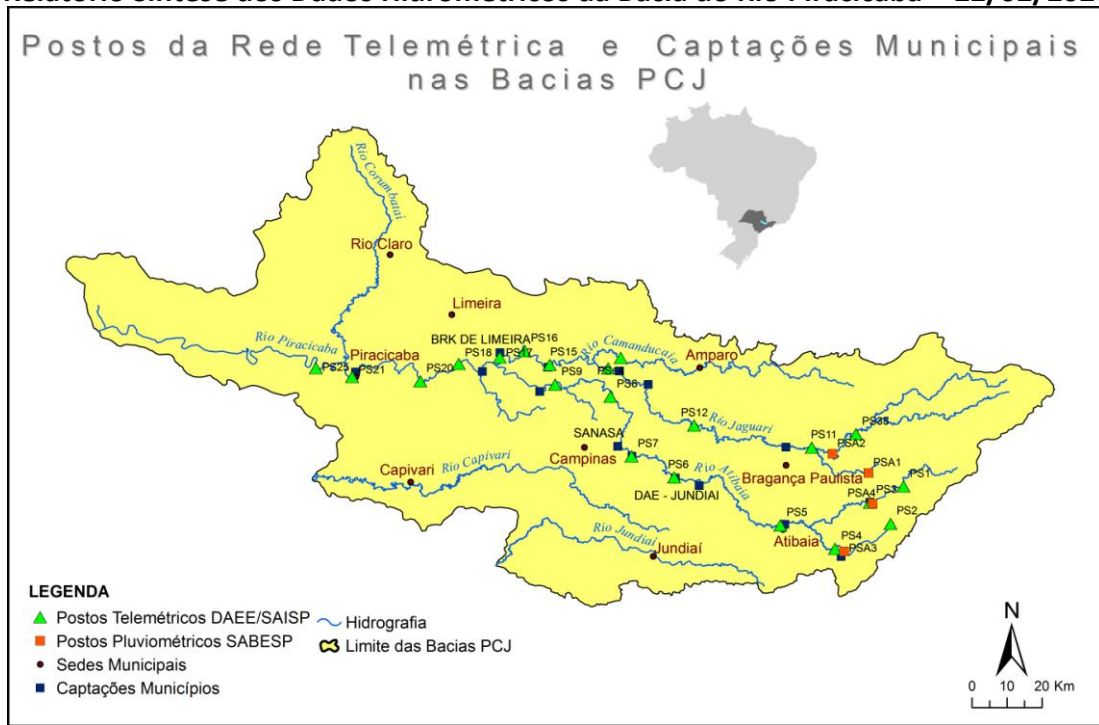 Postos da Rede Telemétrica e Captações Municipais
nas Bacias PCJ
Rio Corumbataí
Rio Claro
Limeira
BRK DE LIMEIRA
PS16
Rio Piracicaba
Piracicaba
PS18
PS17
PS15
Rio Camanducaia
Amparo
PS25
PS21
PS20
PS9
PS8
PS12
Rio Jaguari
PS35
PS11
PSA2
SANASA
PS7
Campinas
Capivari
Rio Capivari
PS6
Rio Atibaia
Bragança Paulista
PSA1
PS1
DAE - JUNDIAI
PSA4
PS3
PS2
PS5
Atibaia
PS4
PSA3
Rio Jundiaí
Jundiaí
LEGENDA
Postos Telemétricos DAEE/SAISP
Hidrografia
Postos Pluviométricos SABESP
Limite das Bacias PCJ
Sedes Municipais
Captações Municípios
N
0 10 20 Km